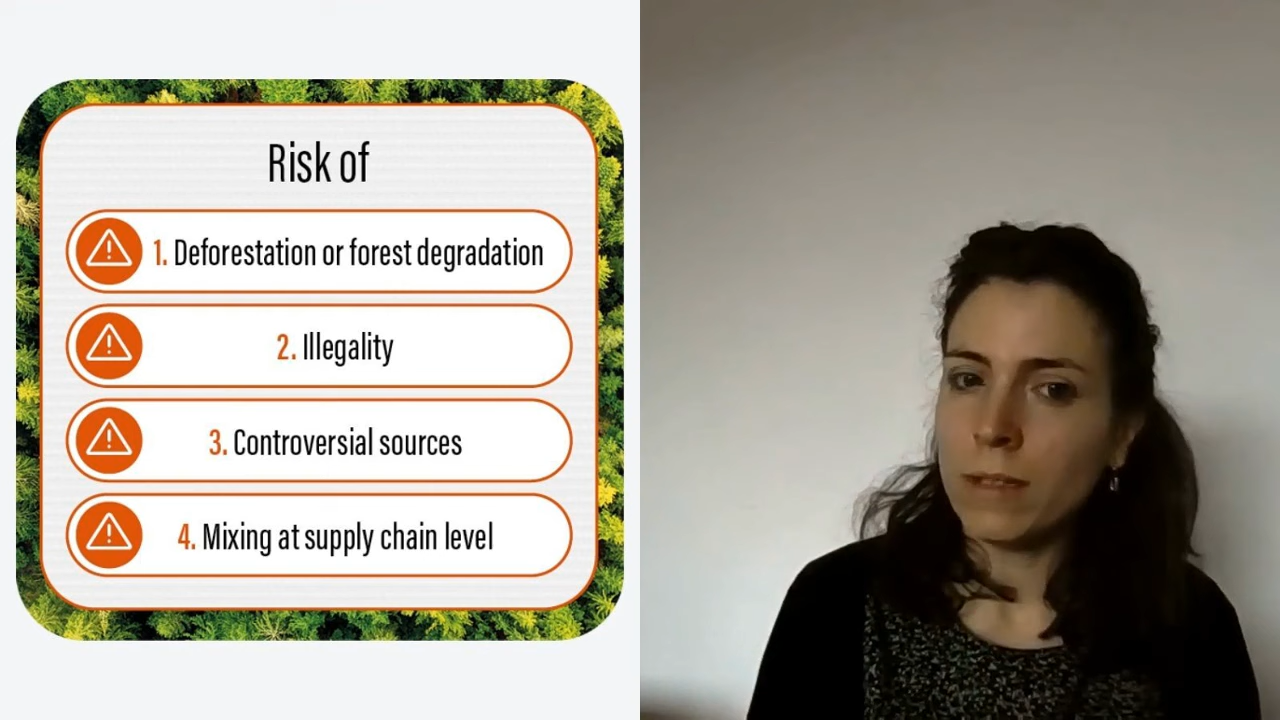 Risk of
1. Deforestation or forest degradation
2. Illegality
3. Controversial sources
4. Mixing at supply chain level